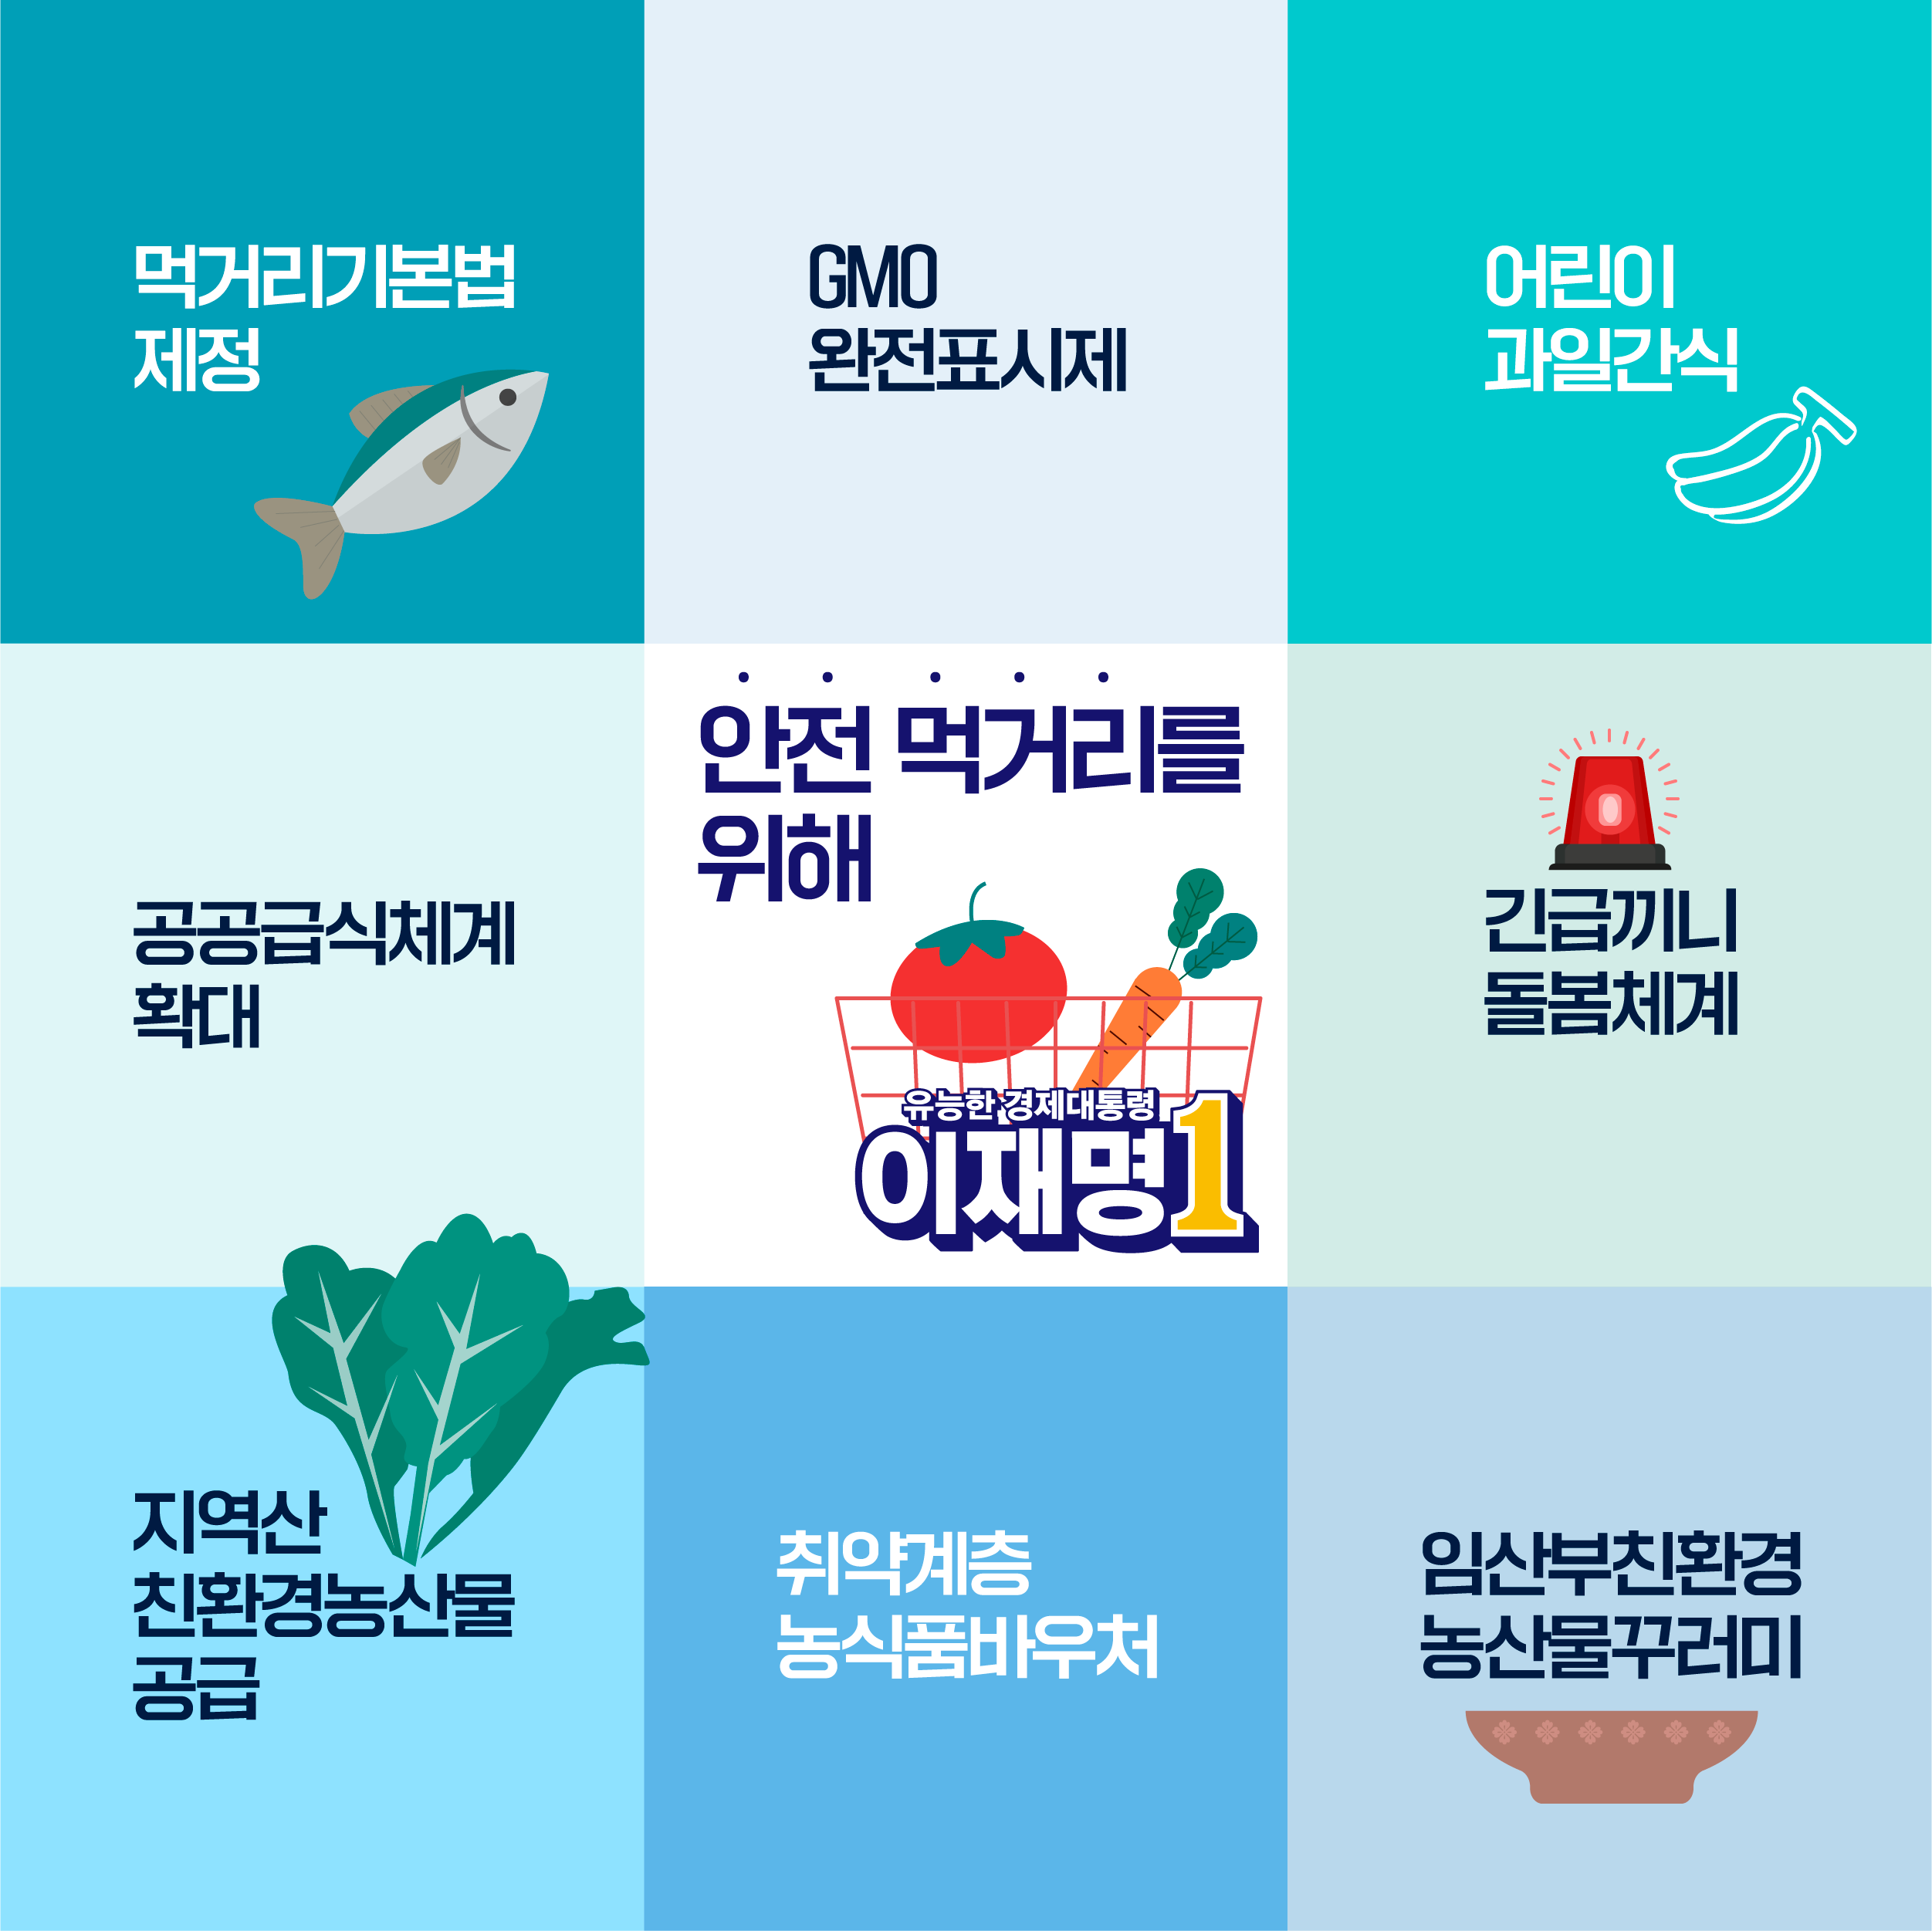 먹거리기본법
제정
GMO
완전표시제
어린이
과일간식
공공급식체계
확대
안전 먹거리를
위해
유능한 경제대통령
이재명1
긴급끼니
돌봄체계
지역산
친환경농산물
공급
취약계층
농식품바우처
임산부친환경
농산물꾸러미